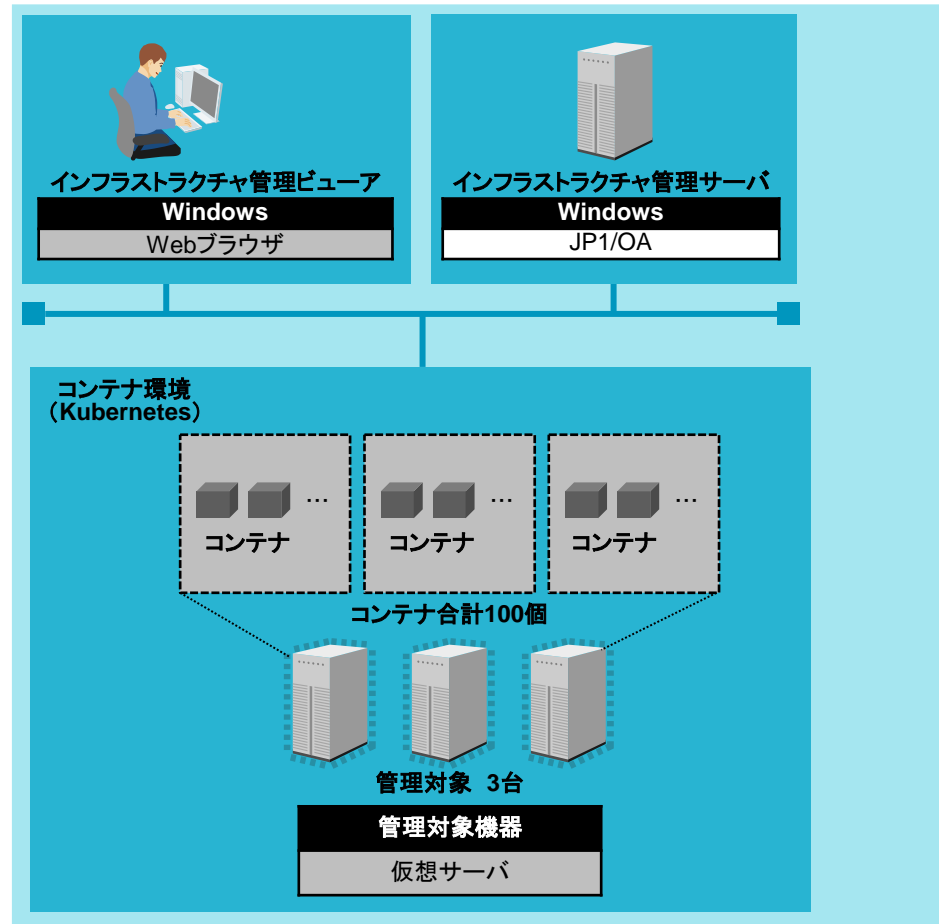 インフラストラクチャ管理ビューア
Windows
Webブラウザ
インフラストラクチャ管理サーバ
Windows
JP1/OA
コンテナ環境
（Kubernetes）
… … …
コンテナ コンテナ コンテナ
コンテナ合計100個
管理対象 3台
管理対象機器
仮想サーバ